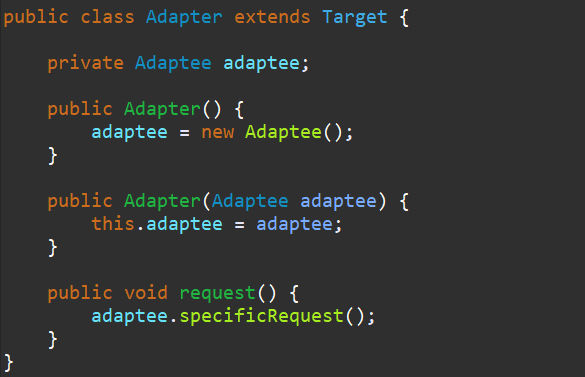 public class Adapter extends Target {
    private Adaptee adaptee;
    public Adapter() {
        adaptee = new Adaptee();
    }
    public Adapter(Adaptee adaptee) {
        this.adaptee = adaptee;
    }
    public void request() {
        adaptee.specificRequest();
    }
}